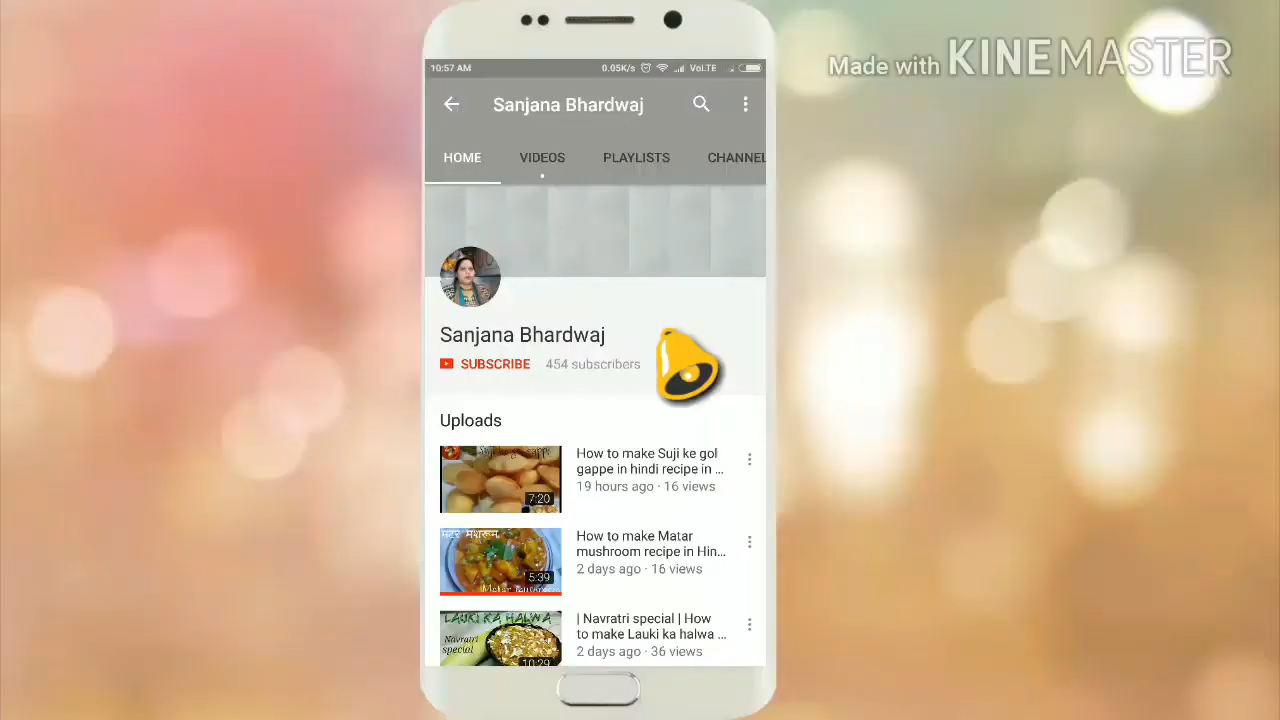 Made with KINEMASTER
10:57 AM 0.05K/s VoLTE
Sanjana Bhardwaj
HOME VIDEOS PLAYLISTS CHANNEL
Sanjana Bhardwaj
SUBSCRIBE 454 subscribers
Uploads
7:20
How to make Suji ke gol
gappe in hindi recipe in ...
19 hours ago · 16 views
मटर मशरूम
5:39
How to make Matar
mushroom recipe in Hin...
2 days ago · 16 views
LAUKI KA HALWA
Navratri
special
10:29
| Navratri special | How
to make Lauki ka halwa ...
2 days ago · 36 views